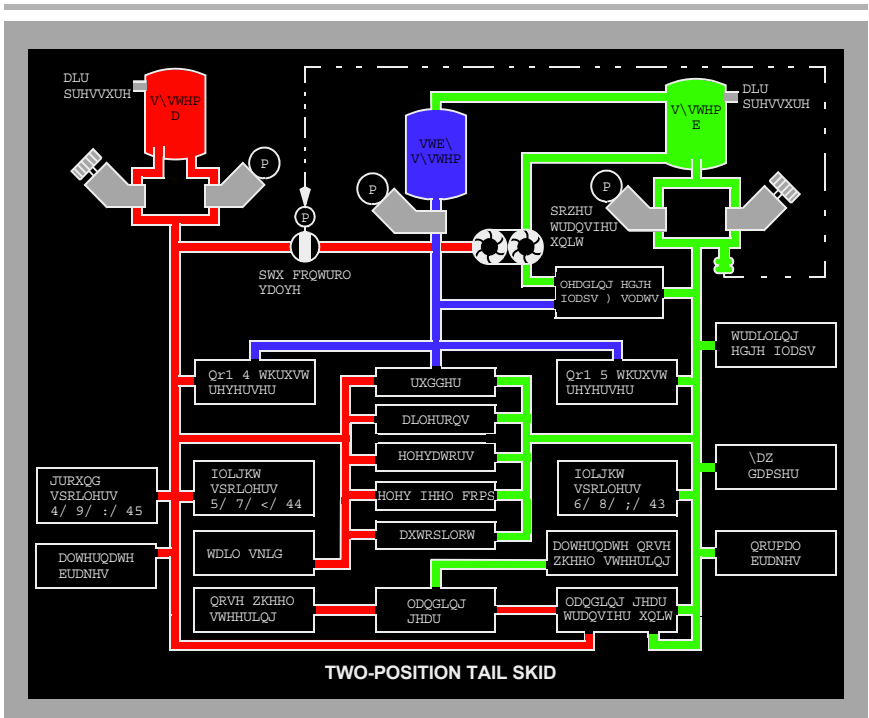 DLU
SUHVVXUH
V\VWHP
D
P
VWE\
V\VWHP
P
V\VWHP
E
DLU
SUHVVXUH
P
P
SRZHU
WUDQVIHU
XQLW
SWX FRQWURO
YDOYH
OHDGLQJ HGJH
IODSV ) VODWV
WUDLOLQJ
HGJH IODSV
Qr1 4 WKUXVW
UHYHUVHU
UXGGHU
Qr1 5 WKUXVW
UHYHUVHU
DLOHURQV
HOHYDWRUV
\DZ
GDPSHU
JURXQG
VSRLOHUV
4/ 9/ :/ 45
IOLJKW
VSRLOHUV
5/ 7/ </ 44
HOHY IHHO FRPS
IOLJKW
VSRLOHUV
6/ 8/ ;/ 43
DXWRSLORW
DOWHUQDWH
EUDNHV
WDLO VNLG
DOWHUQDWH QRVH
ZKHHO VWHHULQJ
QRUPDO
EUDNHV
QRVH ZKHHO
VWHHULQJ
ODQGLQJ
JHDU
ODQGLQJ JHDU
WUDQVIHU XQLW
TWO-POSITION TAIL SKID